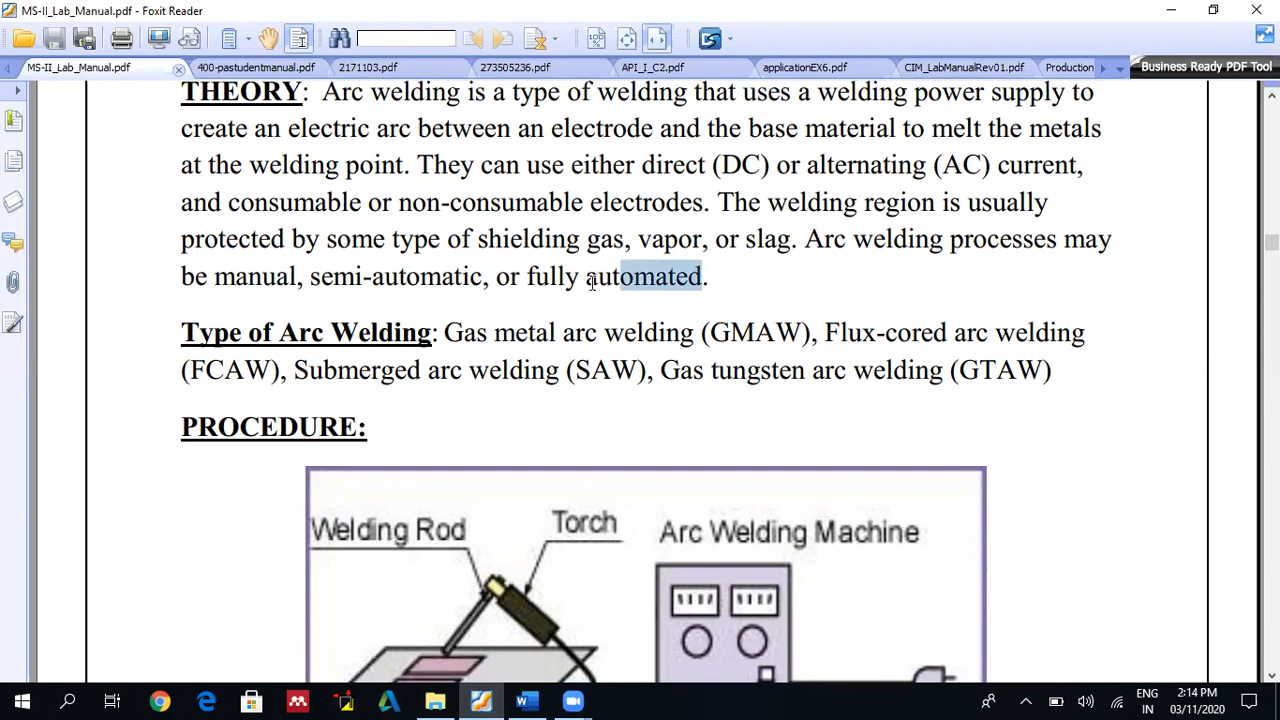 MS-II_Lab_Manual.pdf - Foxit Reader
MS-II_Lab_Manual.pdf 400-pastudentmanual.pdf 2171103.pdf 273505236.pdf API_I_C2.pdf applicationEX6.pdf CIM_LabManualRev01.pdf Production Business Ready PDF Tool
THEORY: Arc welding is a type of welding that uses a welding power supply to
create an electric arc between an electrode and the base material to melt the metals
at the welding point. They can use either direct (DC) or alternating (AC) current,
and consumable or non-consumable electrodes. The welding region is usually
protected by some type of shielding gas, vapor, or slag. Arc welding processes may
be manual, semi-automatic, or fully automated.
Type of Arc Welding: Gas metal arc welding (GMAW), Flux-cored arc welding
(FCAW), Submerged arc welding (SAW), Gas tungsten arc welding (GTAW)
PROCEDURE:
Welding Rod Torch Arc Welding Machine
ENG 2:14 PM
IN 03/11/2020